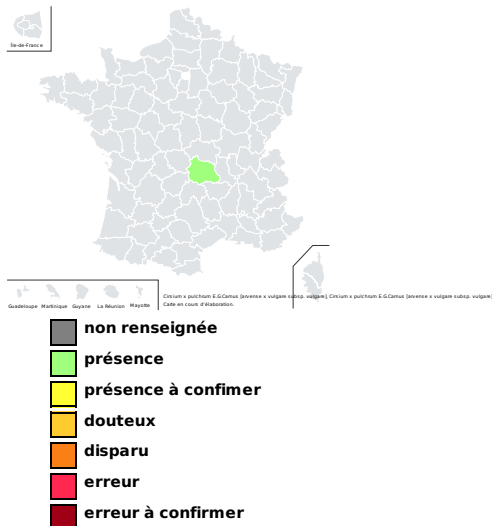 Île-de-France
Guadeloupe Martinique Guyane La Réunion Mayotte
Cirsium x pulchrum E.G.Camus [arvense x vulgare subsp. vulgare], Cirsium x pulchrum E.G.Camus [arvense x vulgare subsp. vulgare]
Carte en cours d'élaboration.
non renseignée
présence
présence à confimer
douteux
disparu
erreur
erreur à confirmer